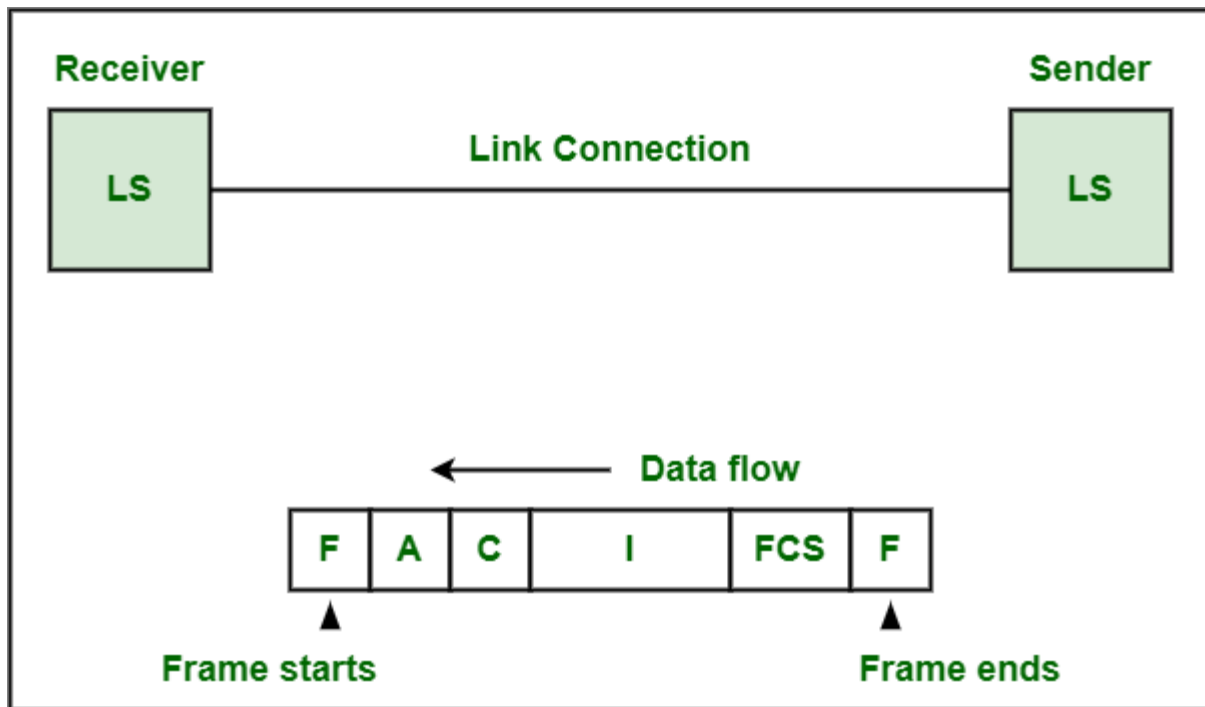 Receiver
Sender
LS
Link Connection
LS
Data flow
F A C I FCS F
Frame starts
Frame ends